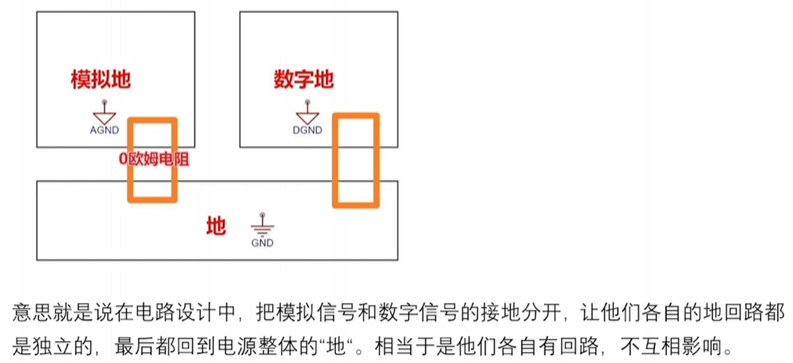 模拟地
数字地
AGND
DGND
0欧姆电阻
地
GND
意思就是说在电路设计中，把模拟信号和数字信号的接地分开，让他们各自的地回路都
是独立的，最后都回到电源整体的“地“。相当于是他们各自有回路，不互相影响。